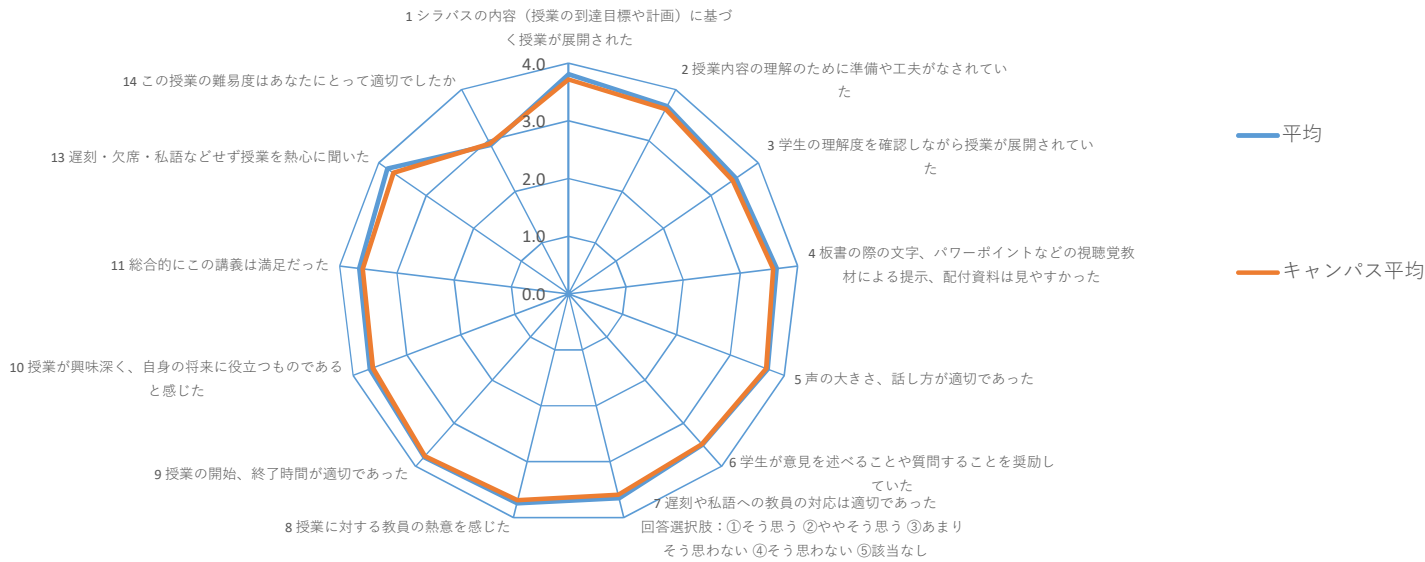 1 シラバスの内容（授業の到達目標や計画）に基づ
く授業が展開された
2 授業内容の理解のために準備や工夫がなされてい
た
3 学生の理解度を確認しながら授業が展開されてい
た
4 板書の際の文字、パワーポイントなどの視聴覚教
材による提示、配付資料は見やすかった
5 声の大きさ、話し方が適切であった
6 学生が意見を述べることや質問することを奨励し
ていた
7 遅刻や私語への教員の対応は適切であった
回答選択肢：①そう思う ②ややそう思う ③あまり
そう思わない ④そう思わない ⑤該当なし
8 授業に対する教員の熱意を感じた
9 授業の開始、終了時間が適切であった
10 授業が興味深く、自身の将来に役立つものである
と感じた
11 総合的にこの講義は満足だった
13 遅刻・欠席・私語などせず授業を熱心に聞いた
14 この授業の難易度はあなたにとって適切でしたか
4.0
3.0
2.0
1.0
0.0
平均
キャンパス平均